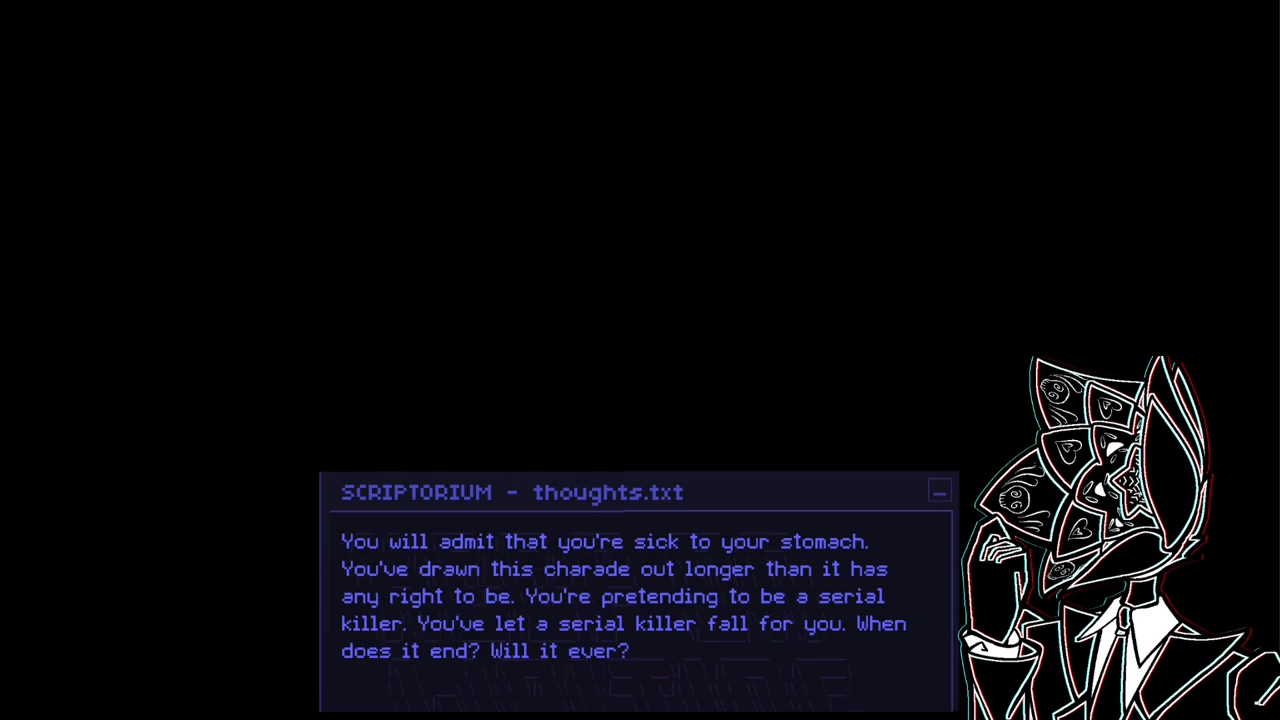 SCRIPTORIUM - thoughts.txt
You will admit that you're sick to your stomach.
You've drawn this charade out longer than it has
any right to be. You're pretending to be a serial
killer. You've let a serial killer fall for you. When
does it end? Will it ever?